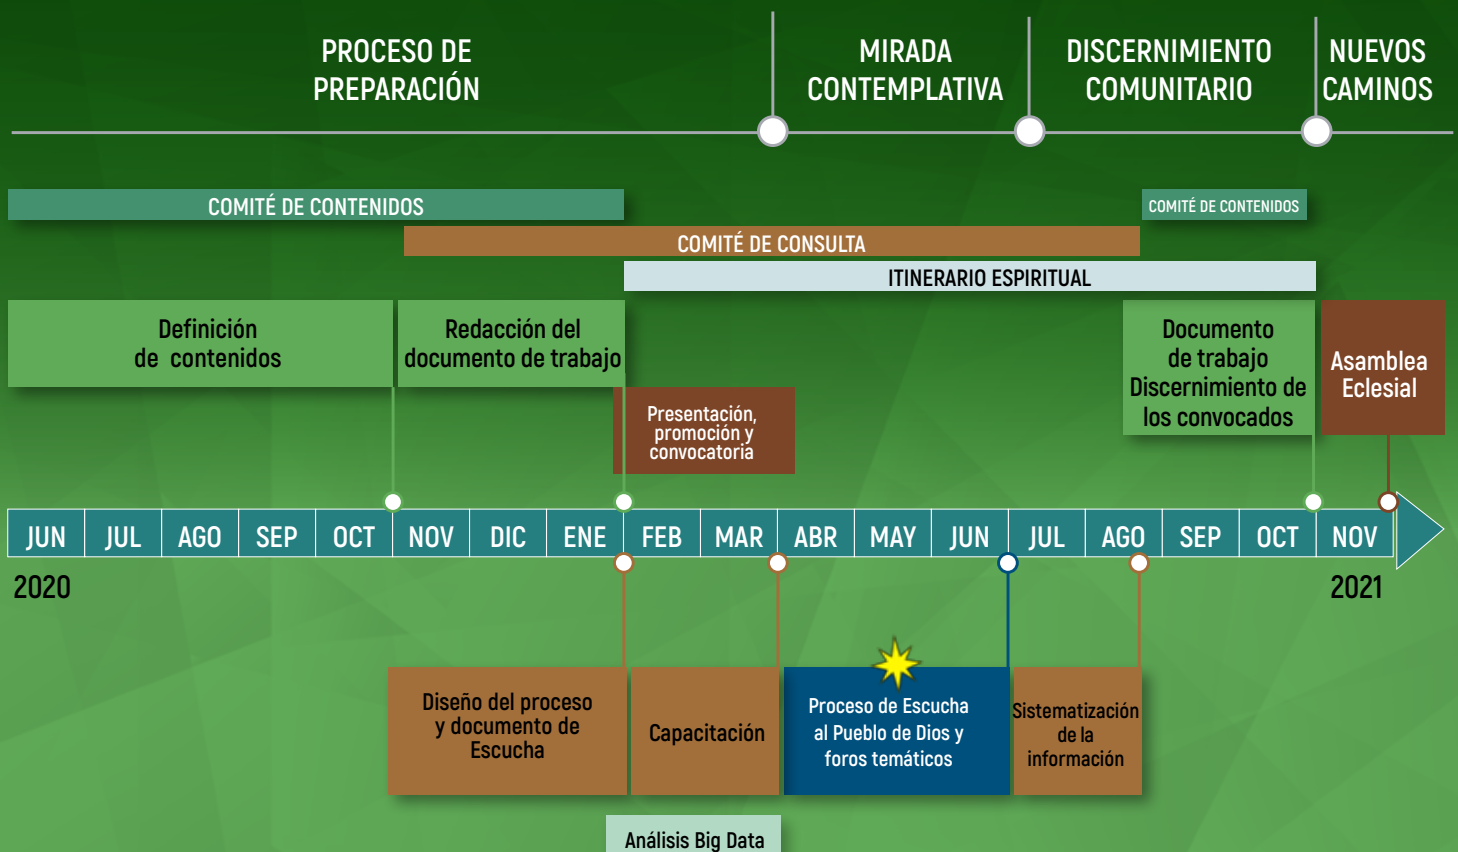 PROCESO DE
PREPARACIÓN
MIRADA
CONTEMPLATIVA
DISCERNIMIENTO
COMUNITARIO
NUEVOS
CAMINOS
COMITÉ DE CONTENIDOS
COMITÉ DE CONTENIDOS
COMITÉ DE CONSULTA
ITINERARIO ESPIRITUAL
Definición
de contenidos
Redacción del
documento de trabajo
Documento
de trabajo
Discernimiento de
los convocados
Asamblea
Eclesial
Presentación,
promoción y
convocatoria
JUN JUL AGO SEP OCT NOV DIC ENE FEB MAR ABR MAY JUN JUL AGO SEP OCT NOV
2020 2021
Diseño del proceso
y documento de
Escucha
Capacitación
Proceso de Escucha
al Pueblo de Dios y
foros temáticos
Sistematización
de la
información
Análisis Big Data